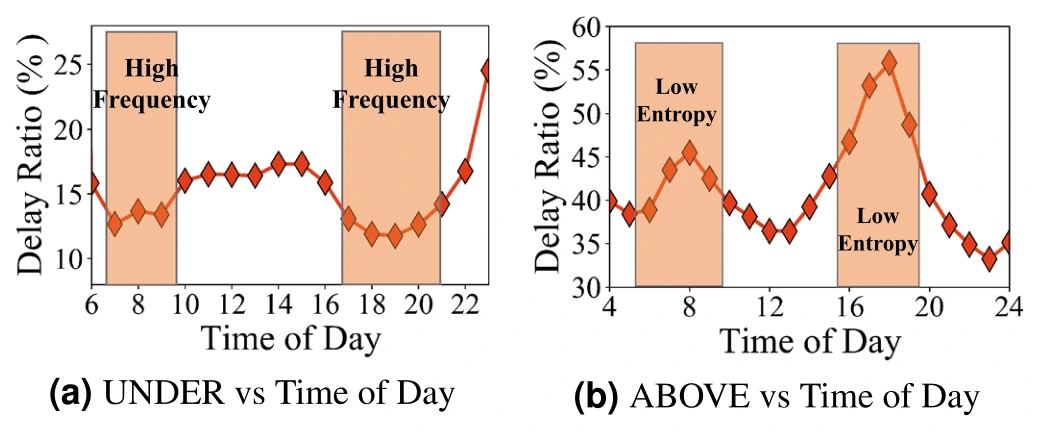 Delay Ratio (%)
25
20
15
10
High
Frequency
High
Frequency
6 8 10 12 14 16 18 20 22
Time of Day
(a) UNDER vs Time of Day
Delay Ratio (%)
60
55
50
45
40
35
30
Low
Entropy
Low
Entropy
4 8 12 16 20 24
Time of Day
(b) ABOVE vs Time of Day